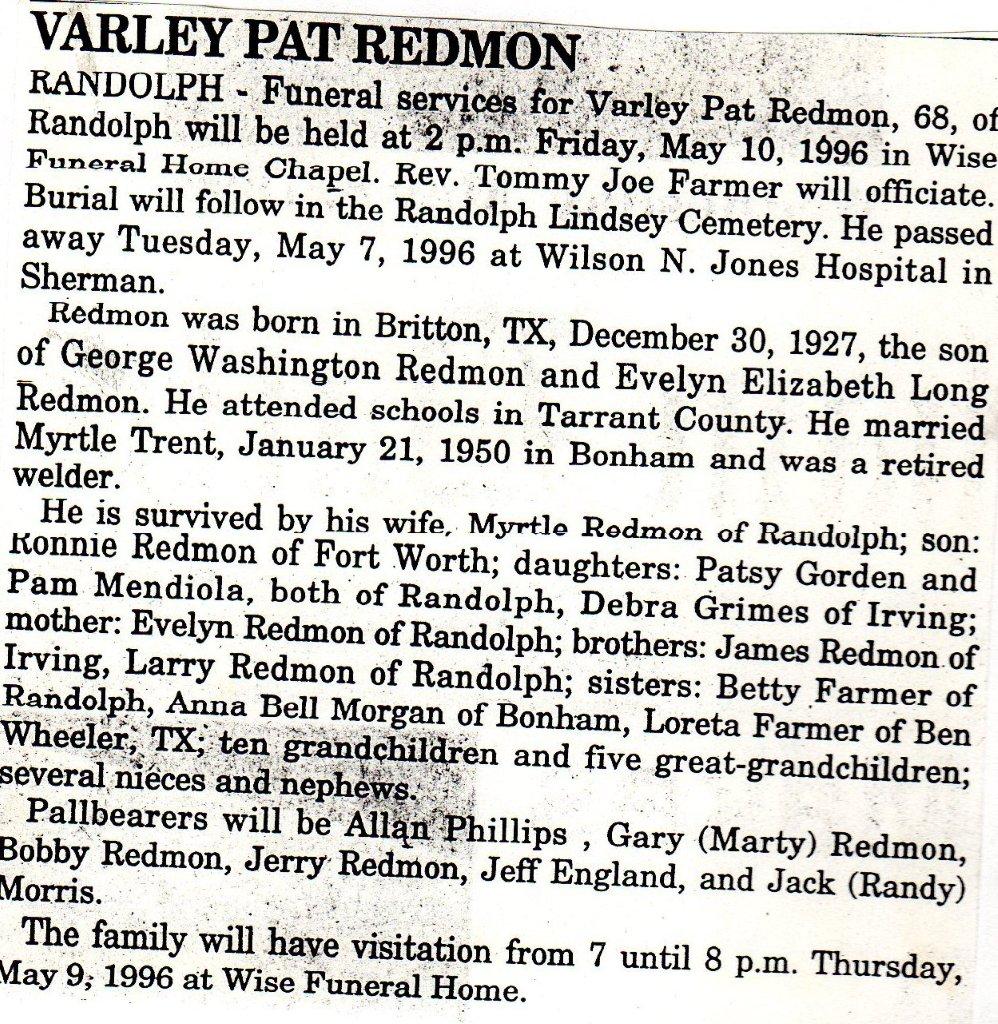 VARLEY PAT REDMON
RANDOLPH - Funeral services for Varley Pat Redmon, 68, of
Randolph will be held at 2 p.m. Friday, May 10, 1996 in Wise
Funeral Home Chapel. Rev. Tommy Joe Farmer will officiate.
Burial will follow in the Randolph Lindsey Cemetery. He passed
away Tuesday, May 7, 1996 at Wilson N. Jones Hospital in
Sherman.
Redmon was born in Britton, TX, December 30, 1927, the son
of George Washington Redmon and Evelyn Elizabeth Long
Redmon. He attended schools in Tarrant County. He married
Myrtle Trent, January 21, 1950 in Bonham and was a retired
welder.
He is survived by his wife, Myrtle Redmon of Randolph; son:
Ronnie Redmon of Fort Worth; daughters: Patsy Gorden and
Pam Mendiola, both of Randolph, Debra Grimes of Irving;
mother: Evelyn Redmon of Randolph; brothers: James Redmon of
Irving, Larry Redmon of Randolph; sisters: Betty Farmer of
Randolph, Anna Bell Morgan of Bonham, Loreta Farmer of Ben
Wheeler, TX; ten grandchildren and five great-grandchildren;
several nieces and nephews.
Pallbearers will be Allan Phillips , Gary (Marty) Redmon,
Bobby Redmon, Jerry Redmon, Jeff England, and Jack (Randy)
Morris.
The family will have visitation from 7 until 8 p.m. Thursday,
May 9, 1996 at Wise Funeral Home.